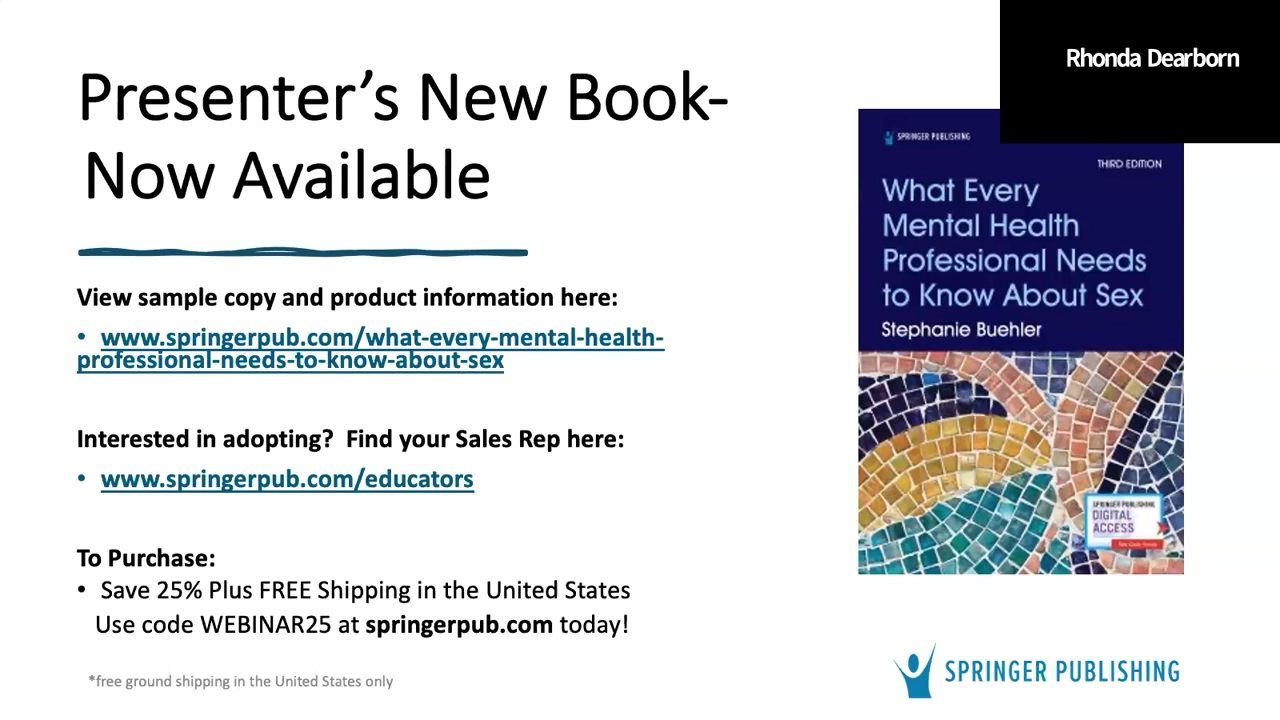 Rhonda Dearborn
Presenter's New Book-
Now Available
View sample copy and product information here:
• www.springerpub.com/what-every-mental-health-
professional-needs-to-know-about-sex
Interested in adopting? Find your Sales Rep here:
• www.springerpub.com/educators
To Purchase:
• Save 25% Plus FREE Shipping in the United States
Use code WEBINAR25 at springerpub.com today!
*free ground shipping in the United States only
SPRINGER PUBLISHING
THIRD EDITION
What Every
Mental Health
Professional Needs
to Know About Sex
Stephanie Buehler
SPRINGER PUBLISHING
DIGITAL
ACCESS
SPRINGER PUBLISHING